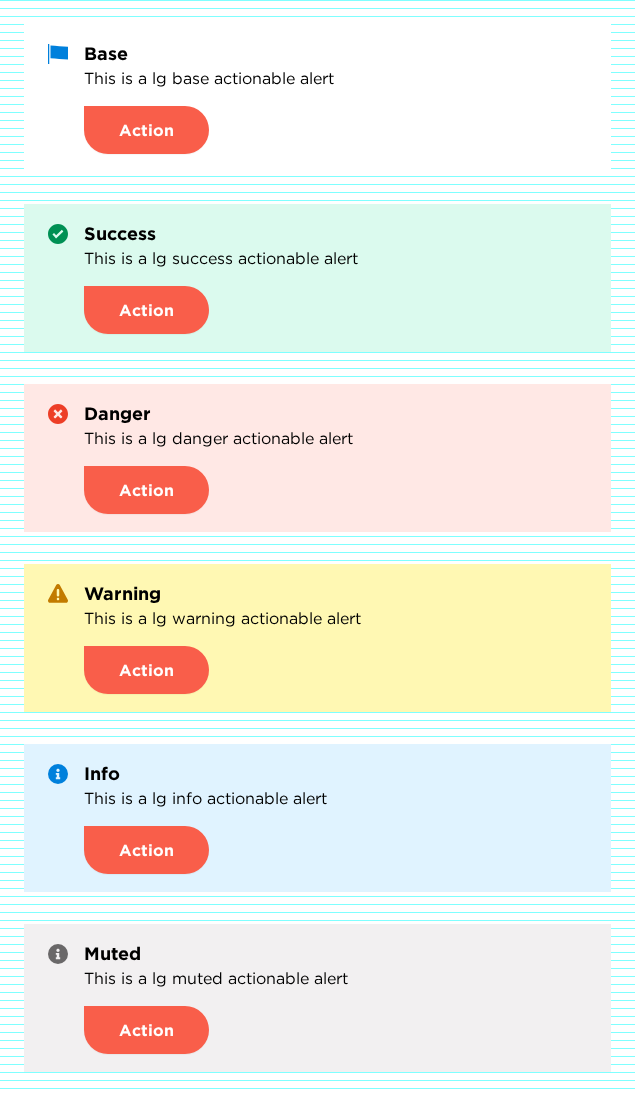 Base
This is a lg base actionable alert
Action
Success
This is a lg success actionable alert
Action
Danger
This is a lg danger actionable alert
Action
Warning
This is a lg warning actionable alert
Action
Info
This is a lg info actionable alert
Action
Muted
This is a lg muted actionable alert
Action